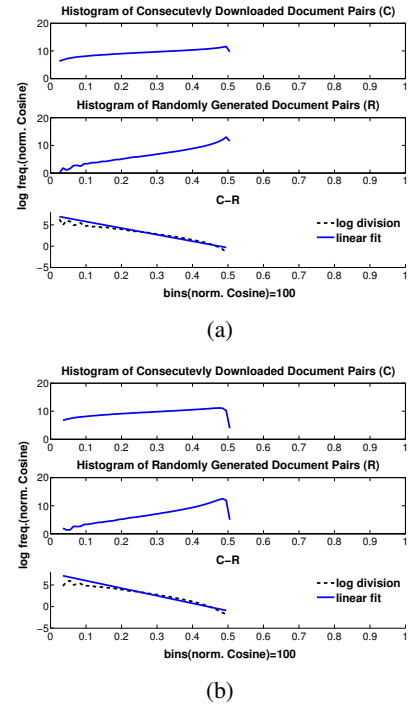 Histogram of Consecutevly Downloaded Document Pairs (C)
20
10
0
0 0.1 0.2 0.3 0.4 0.5 0.6 0.7 0.8 0.9 1
Histogram of Randomly Generated Document Pairs (R)
20
10
0
0 0.1 0.2 0.3 0.4 0.5 0.6 0.7 0.8 0.9 1
log freq.(norm. Cosine)
C−R
5
0
−5
log division
linear fit
0 0.1 0.2 0.3 0.4 0.5 0.6 0.7 0.8 0.9 1
bins(norm. Cosine)=100
(a)
Histogram of Consecutevly Downloaded Document Pairs (C)
20
10
0
0 0.1 0.2 0.3 0.4 0.5 0.6 0.7 0.8 0.9 1
Histogram of Randomly Generated Document Pairs (R)
20
10
0
0 0.1 0.2 0.3 0.4 0.5 0.6 0.7 0.8 0.9 1
log freq.(norm. Cosine)
C−R
5
0
−5
log division
linear fit
0 0.1 0.2 0.3 0.4 0.5 0.6 0.7 0.8 0.9 1
bins(norm. Cosine)=100
(b)